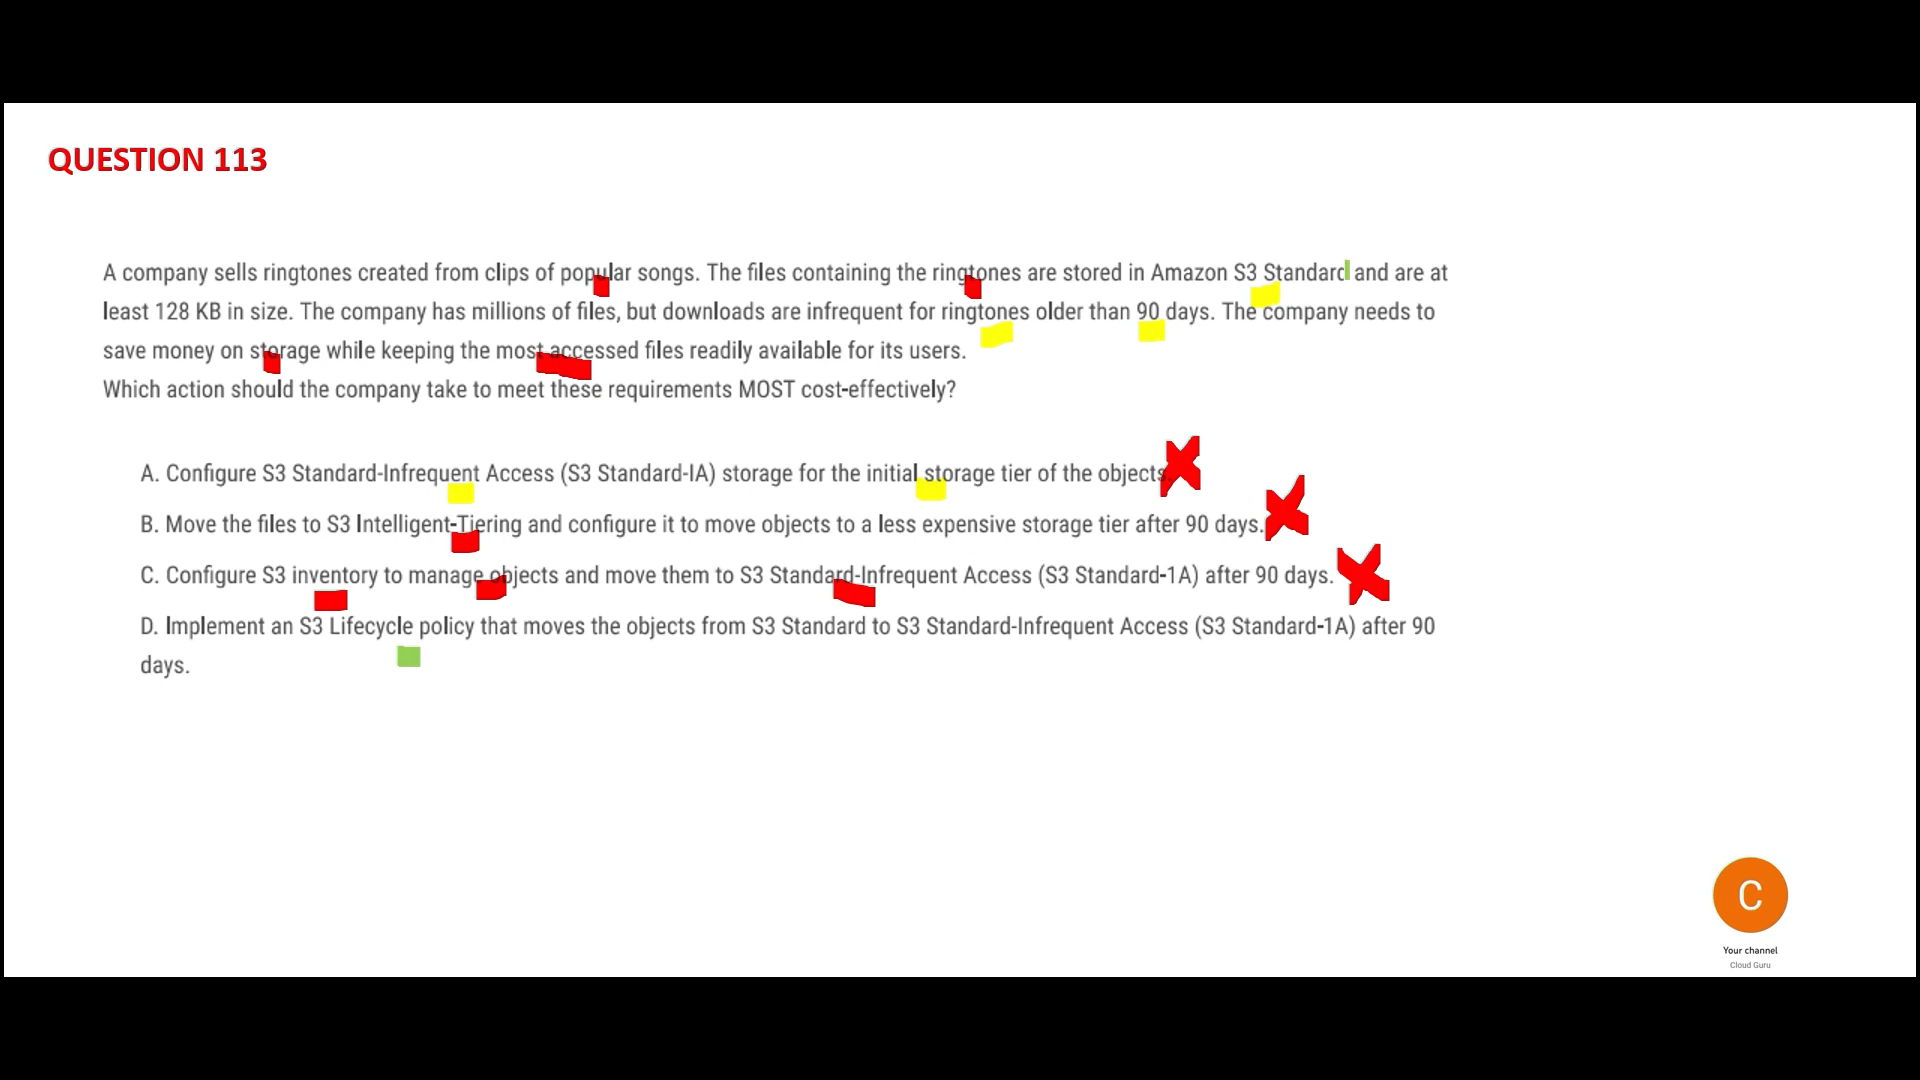 QUESTION 113
A company sells ringtones created from clips of popular songs. The files containing the ringtones are stored in Amazon S3 Standard and are at
least 128 KB in size. The company has millions of files, but downloads are infrequent for ringtones older than 90 days. The company needs to
save money on storage while keeping the most accessed files readily available for its users.
Which action should the company take to meet these requirements MOST cost-effectively?
A. Configure S3 Standard-Infrequent Access (S3 Standard-IA) storage for the initial storage tier of the objects.
B. Move the files to S3 Intelligent-Tiering and configure it to move objects to a less expensive storage tier after 90 days.
C. Configure S3 inventory to manage objects and move them to S3 Standard-Infrequent Access (S3 Standard-1A) after 90 days.
D. Implement an S3 Lifecycle policy that moves the objects from S3 Standard to S3 Standard-Infrequent Access (S3 Standard-1A) after 90
days.
C
Your channel
Cloud Guru